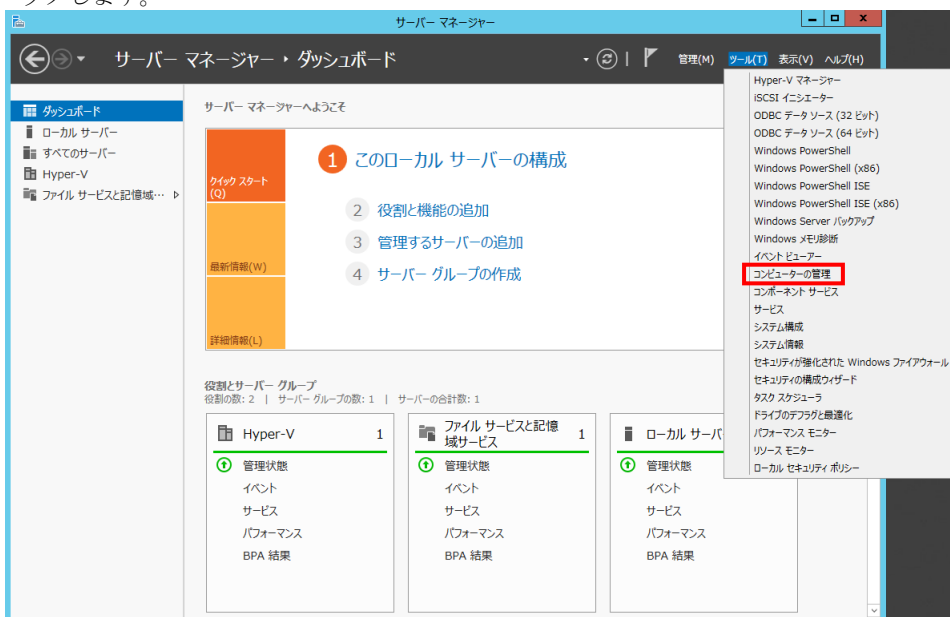 ックします。
サーバー マネージャー
サーバー マネージャー ・ ダッシュボード
管理(M) ツール(T) 表示(V) ヘルプ(H)
ダッシュボード
ローカル サーバー
すべてのサーバー
Hyper-V
ファイル サービスと記憶域…
サーバー マネージャーへようこそ
クイック スタート
(Q)
最新情報(W)
詳細情報(L)
1 このローカル サーバーの構成
2 役割と機能の追加
3 管理するサーバーの追加
4 サーバー グループの作成
Hyper-V マネージャー
iSCSI イニシエーター
ODBC データ ソース (32 ビット)
ODBC データ ソース (64 ビット)
Windows PowerShell
Windows PowerShell (x86)
Windows PowerShell ISE
Windows PowerShell ISE (x86)
Windows Server バックアップ
Windows メモリ診断
イベント ビューアー
コンピューターの管理
コンポーネント サービス
サービス
システム構成
システム情報
セキュリティが強化された Windows ファイアウォール
セキュリティの構成ウィザード
タスク スケジューラ
ドライブのデフラグと最適化
パフォーマンス モニター
リソース モニター
ローカル セキュリティ ポリシー
役割とサーバー グループ
役割の数: 2 | サーバー グループの数: 1 | サーバーの合計数: 1
Hyper-V 1
管理状態
イベント
サービス
パフォーマンス
BPA 結果
ファイル サービスと記憶
域サービス 1
管理状態
イベント
サービス
パフォーマンス
BPA 結果
ローカル サーバ
管理状態
イベント
サービス
パフォーマンス
BPA 結果